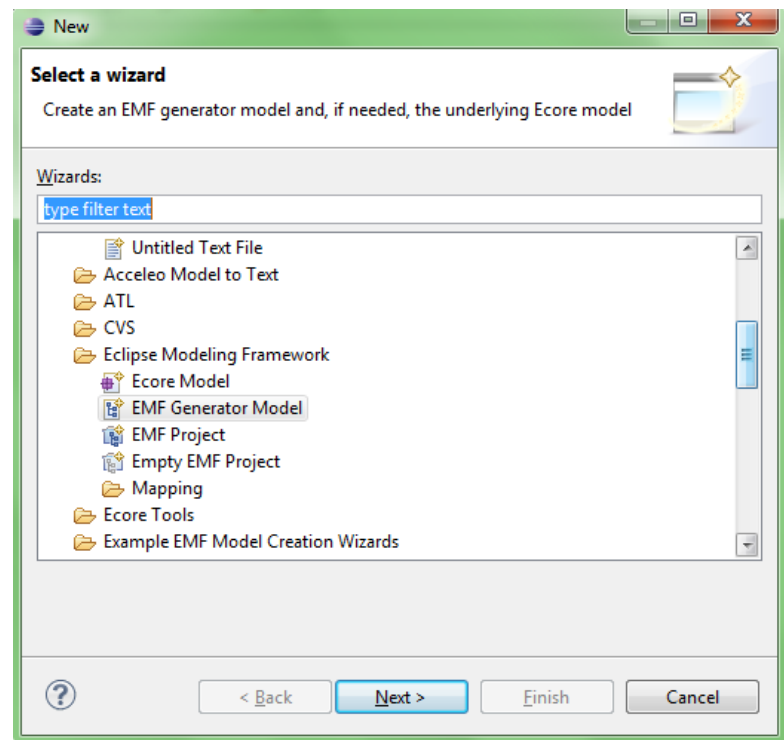 New
Select a wizard
Create an EMF generator model and, if needed, the underlying Ecore model
Wizards:
type filter text
Untitled Text File
Acceleo Model to Text
ATL
CVS
Eclipse Modeling Framework
Ecore Model
EMF Generator Model
EMF Project
Empty EMF Project
Mapping
Ecore Tools
Example EMF Model Creation Wizards
? < Back Next > Finish Cancel